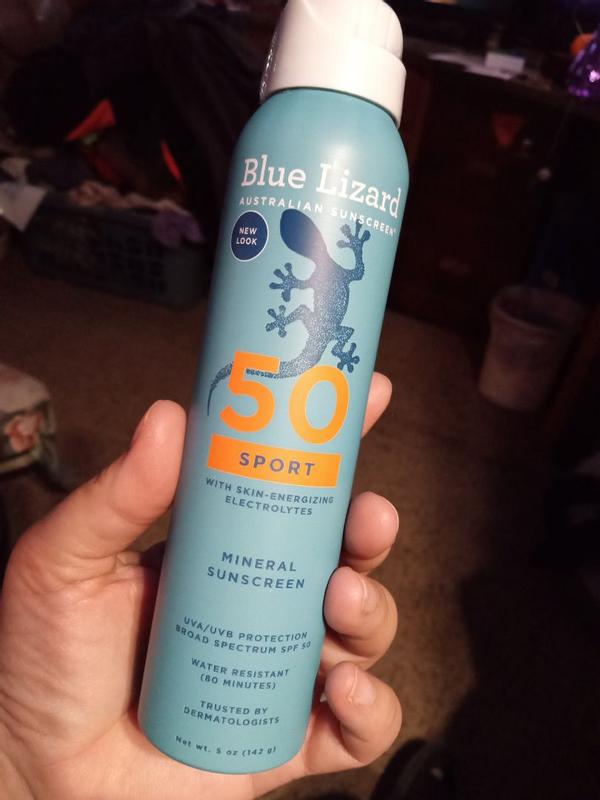 Blue Lizard
AUSTRALIAN SUNSCREEN®
NEW
LOOK
50
SPORT
WITH SKIN-ENERGIZING
ELECTROLYTES
MINERAL
SUNSCREEN
UVA/UVB PROTECTION
BROAD SPECTRUM SPF 50
WATER RESISTANT
(80 MINUTES)
TRUSTED BY
DERMATOLOGISTS
Net wt. 5 oz (142 g)